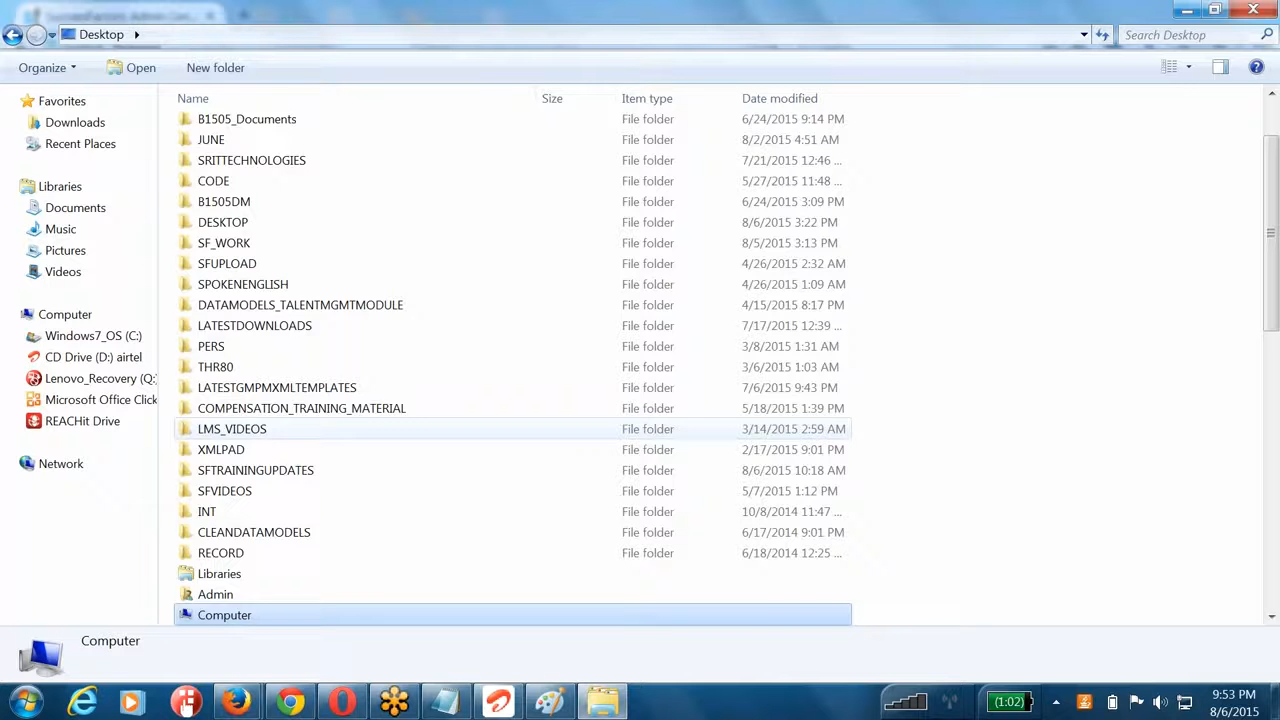 Desktop
Search Desktop
Organize Open New folder
Name Size Item type Date modified
Favorites
Downloads
Recent Places
Libraries
Documents
Music
Pictures
Videos
Computer
Windows7_OS (C:)
CD Drive (D:) airtel
Lenovo_Recovery (Q:)
Microsoft Office Click
REACHit Drive
Network
B1505_Documents File folder 6/24/2015 9:14 PM
JUNE File folder 8/2/2015 4:51 AM
SRITTECHNOLOGIES File folder 7/21/2015 12:46 ...
CODE File folder 5/27/2015 11:48 ...
B1505DM File folder 6/24/2015 3:09 PM
DESKTOP File folder 8/6/2015 3:22 PM
SF_WORK File folder 8/5/2015 3:13 PM
SFUPLOAD File folder 4/26/2015 2:32 AM
SPOKENENGLISH File folder 4/26/2015 1:09 AM
DATAMODELS_TALENTMGMTMODULE File folder 4/15/2015 8:17 PM
LATESTDOWNLOADS File folder 7/17/2015 12:39 ...
PERS File folder 3/8/2015 1:31 AM
THR80 File folder 3/6/2015 1:03 AM
LATESTGMPMXMLTEMPLATES File folder 7/6/2015 9:43 PM
COMPENSATION_TRAINING_MATERIAL File folder 5/18/2015 1:39 PM
LMS_VIDEOS File folder 3/14/2015 2:59 AM
XMLPAD File folder 2/17/2015 9:01 PM
SFTRAININGUPDATES File folder 8/6/2015 10:18 AM
SFVIDEOS File folder 5/7/2015 1:12 PM
INT File folder 10/8/2014 11:47 ...
CLEANDATAMODELS File folder 6/17/2014 9:01 PM
RECORD File folder 6/18/2014 12:25 ...
Libraries
Admin
Computer
Computer
(1:02)
9:53 PM
8/6/2015